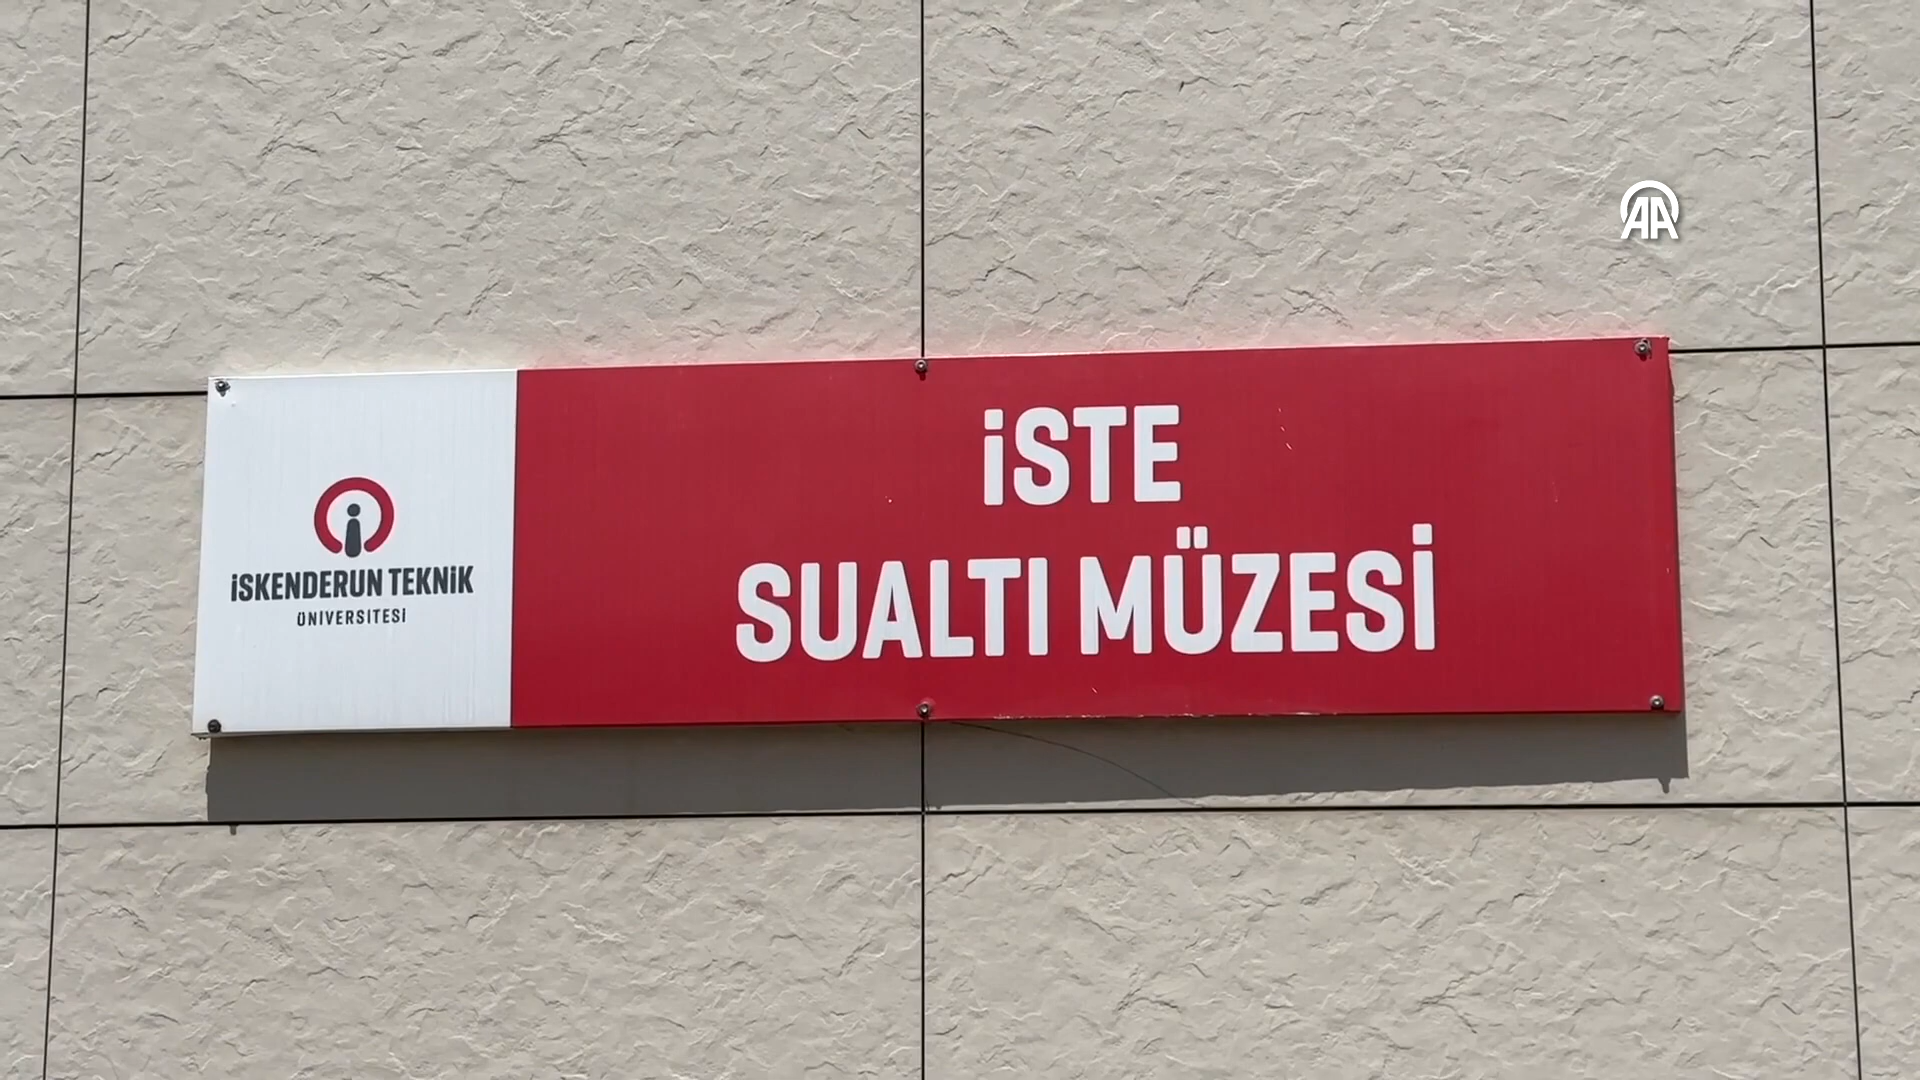 AA
İSTE
SUALTI MÜZESİ
İSKENDERUN TEKNİK
ÜNİVERSİTESİ